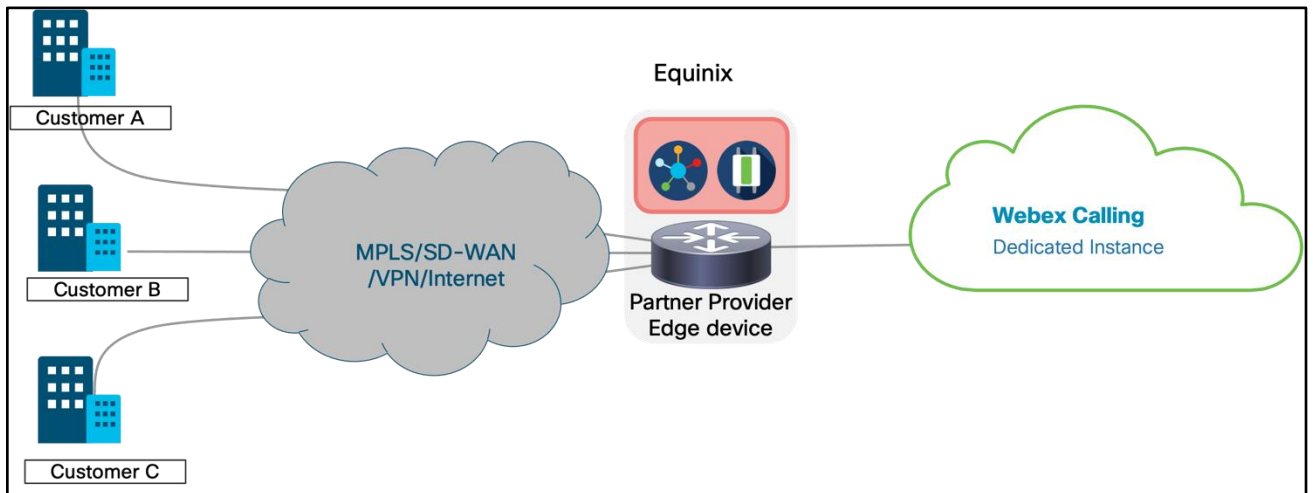 Customer A
Customer B
Customer C
MPLS/SD-WAN
/VPN/Internet
Equinix
Partner Provider
Edge device
Webex Calling
Dedicated Instance